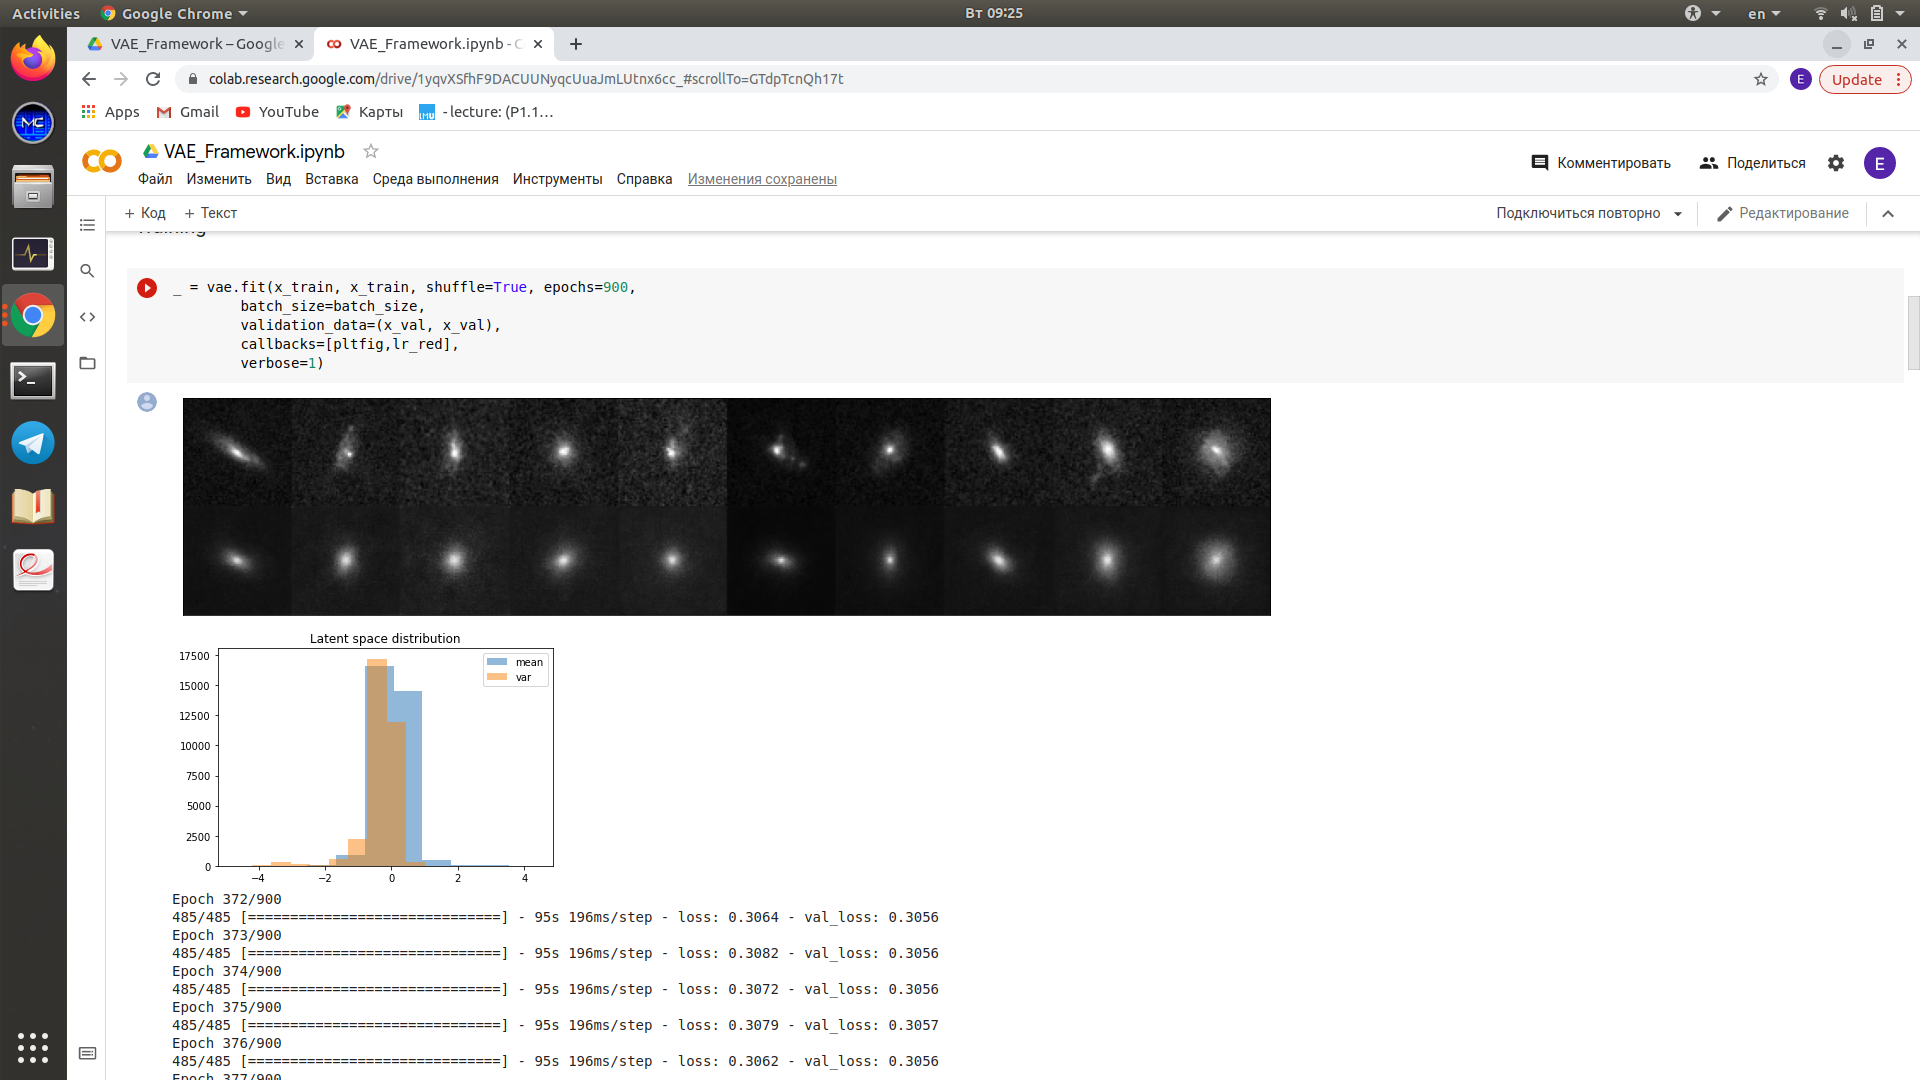 Activities
Google Chrome
Вт 09:25
en
VAE_Framework – Google
VAE_Framework.ipynb - C
colab.research.google.com/drive/1yqvXSfhF9DACUUNyqcUuaJmLUtnx6cc_#scrollTo=GTdpTcnQh17t
E
Update
Apps
Gmail
YouTube
Карты
LMU
- lecture: (P1.1…
VAE_Framework.ipynb
Файл Изменить Вид Вставка Среда выполнения Инструменты Справка Изменения сохранены
Комментировать
Поделиться
E
+ Код + Текст
Подключиться повторно
Редактирование
Training
_ = vae.fit(x_train, x_train, shuffle=True, epochs=900,
batch_size=batch_size,
validation_data=(x_val, x_val),
callbacks=[pltfig,lr_red],
verbose=1)
Latent space distribution
mean
var
17500
15000
12500
10000
7500
5000
2500
0
−4 −2 0 2 4
Epoch 372/900
485/485 [==============================] - 95s 196ms/step - loss: 0.3064 - val_loss: 0.3056
Epoch 373/900
485/485 [==============================] - 95s 196ms/step - loss: 0.3082 - val_loss: 0.3056
Epoch 374/900
485/485 [==============================] - 95s 196ms/step - loss: 0.3072 - val_loss: 0.3056
Epoch 375/900
485/485 [==============================] - 95s 196ms/step - loss: 0.3079 - val_loss: 0.3057
Epoch 376/900
485/485 [==============================] - 95s 196ms/step - loss: 0.3062 - val_loss: 0.3056
Epoch 377/900